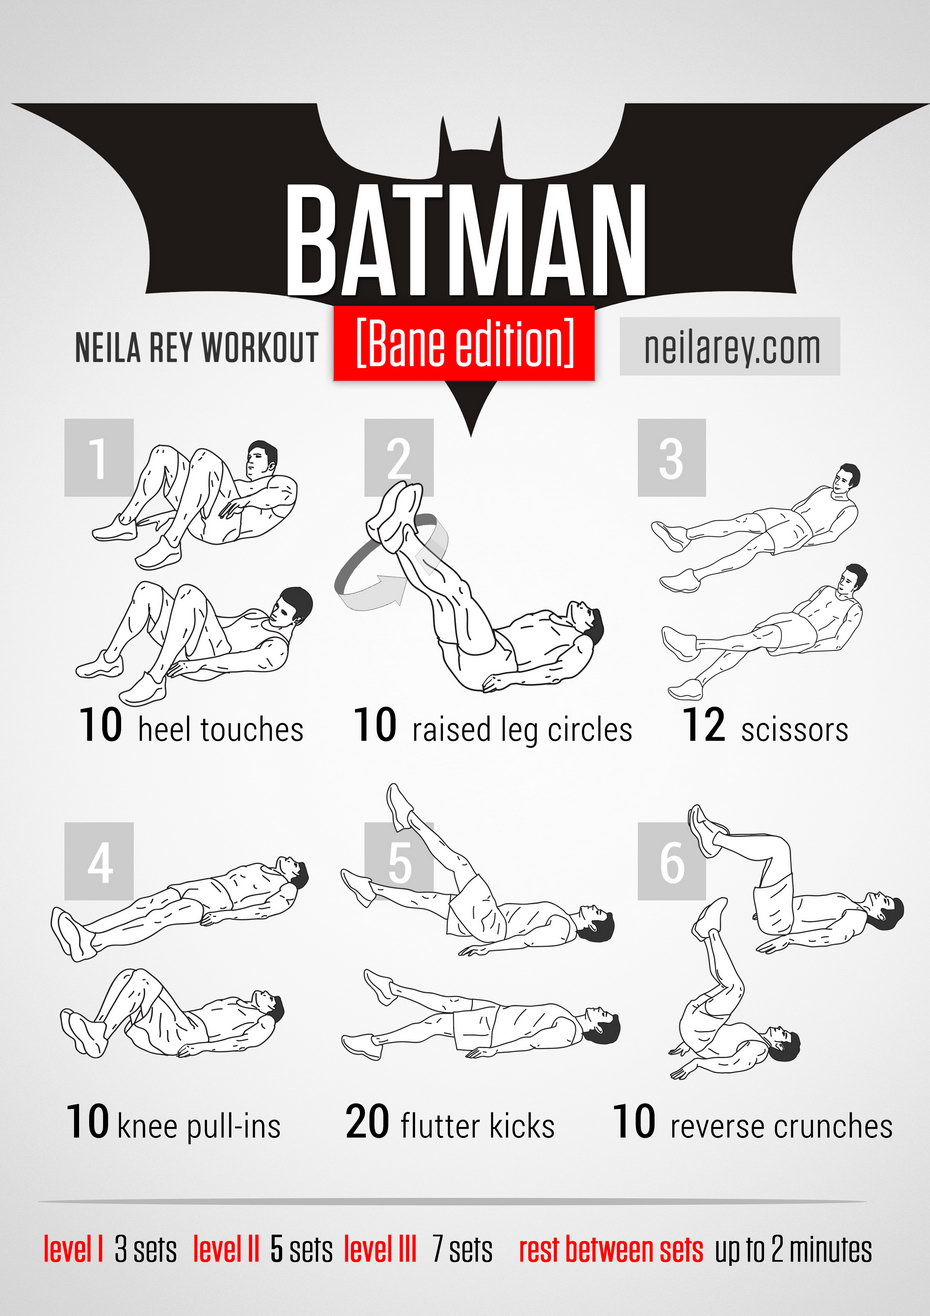 BATMAN
NEILA REY WORKOUT [Bane edition] neilarey.com
1 2 3
10 heel touches 10 raised leg circles 12 scissors
4 5 6
10 knee pull-ins 20 flutter kicks 10 reverse crunches
level I 3 sets level II 5 sets level III 7 sets rest between sets up to 2 minutes